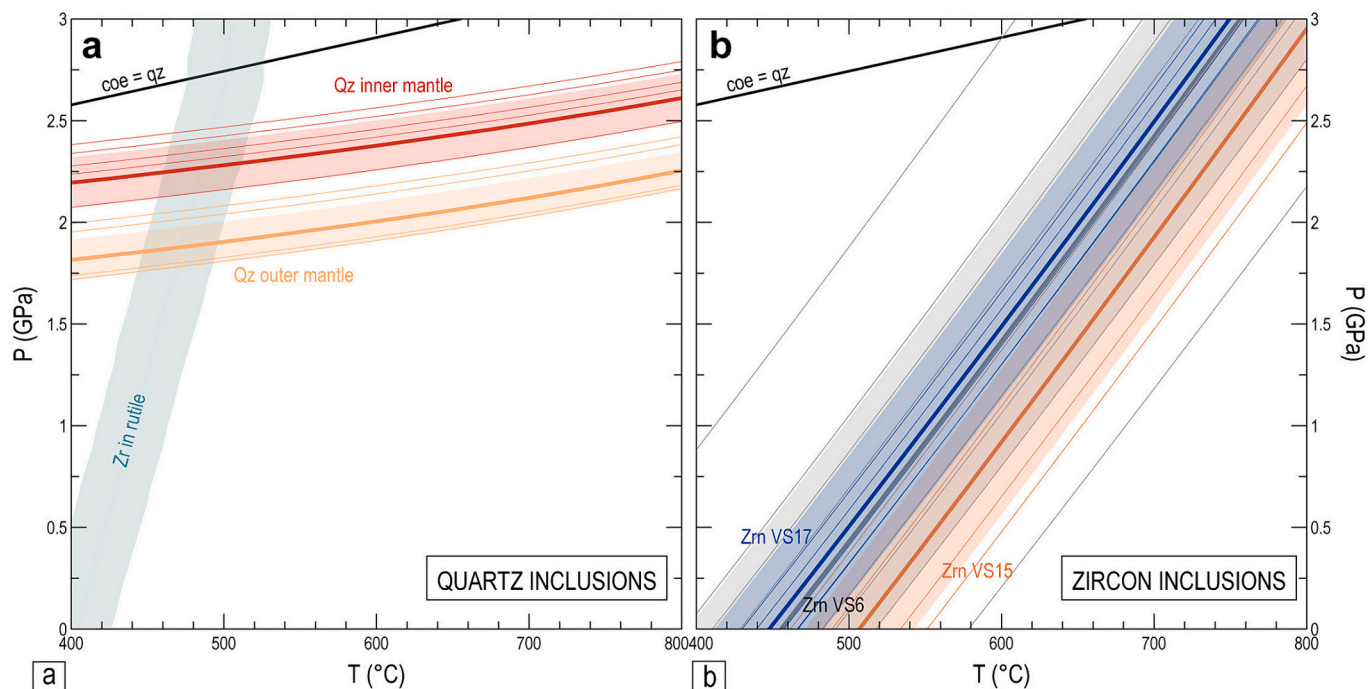 a
coe = qz
Qz inner mantle
Qz outer mantle
Zr in rutile
QUARTZ INCLUSIONS
P (GPa)
3
2.5
2
1.5
1
0.5
0
400
500
600
700
800
T (°C)
a
b
coe = qz
Zrn VS17
Zrn VS6
Zrn VS15
ZIRCON INCLUSIONS
P (GPa)
3
2.5
2
1.5
1
0.5
0
400
500
600
700
800
T (°C)
b